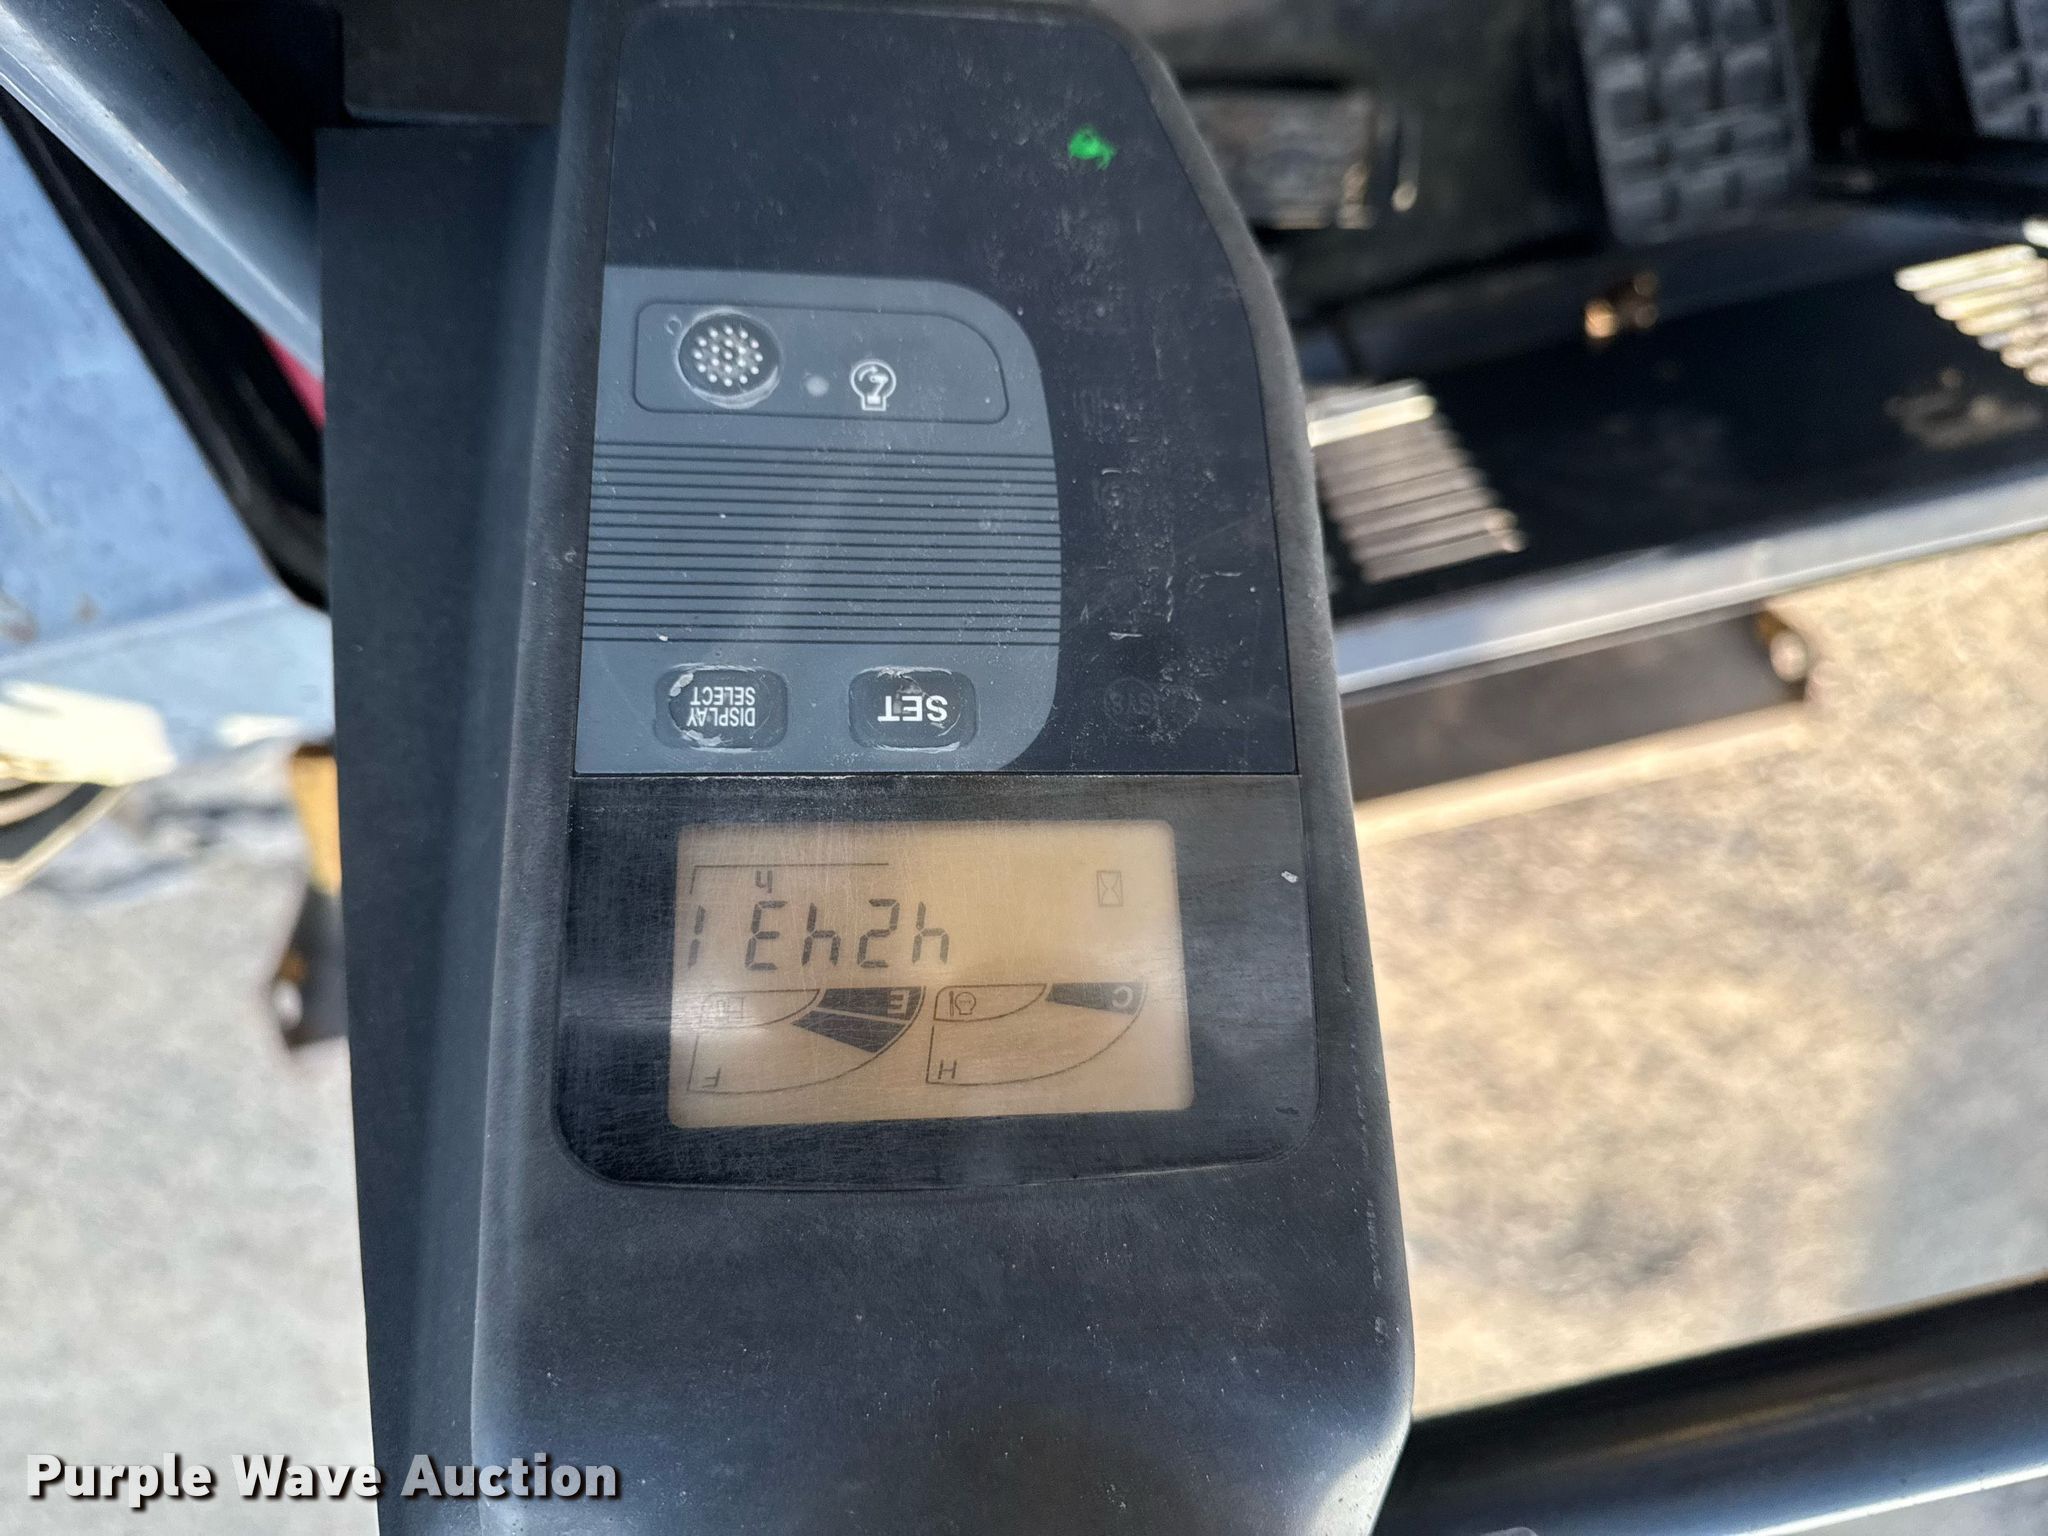 H F
C E
42431
h
SET
DISPLAY
SELECT
Purple Wave Auction